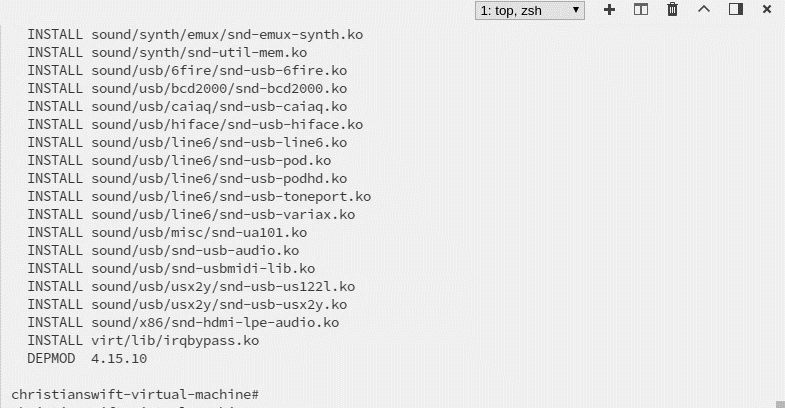 1: top, zsh
INSTALL sound/synth/emux/snd-emux-synth.ko
INSTALL sound/synth/snd-util-mem.ko
INSTALL sound/usb/6fire/snd-usb-6fire.ko
INSTALL sound/usb/bcd2000/snd-bcd2000.ko
INSTALL sound/usb/caiaq/snd-usb-caiaq.ko
INSTALL sound/usb/hiface/snd-usb-hiface.ko
INSTALL sound/usb/line6/snd-usb-line6.ko
INSTALL sound/usb/line6/snd-usb-pod.ko
INSTALL sound/usb/line6/snd-usb-podhd.ko
INSTALL sound/usb/line6/snd-usb-toneport.ko
INSTALL sound/usb/line6/snd-usb-variax.ko
INSTALL sound/usb/misc/snd-ua101.ko
INSTALL sound/usb/snd-usb-audio.ko
INSTALL sound/usb/snd-usbmidi-lib.ko
INSTALL sound/usb/usx2y/snd-usb-us122l.ko
INSTALL sound/usb/usx2y/snd-usb-usx2y.ko
INSTALL sound/x86/snd-hdmi-lpe-audio.ko
INSTALL virt/lib/irqbypass.ko
DEPMOD 4.15.10
christianswift-virtual-machine#